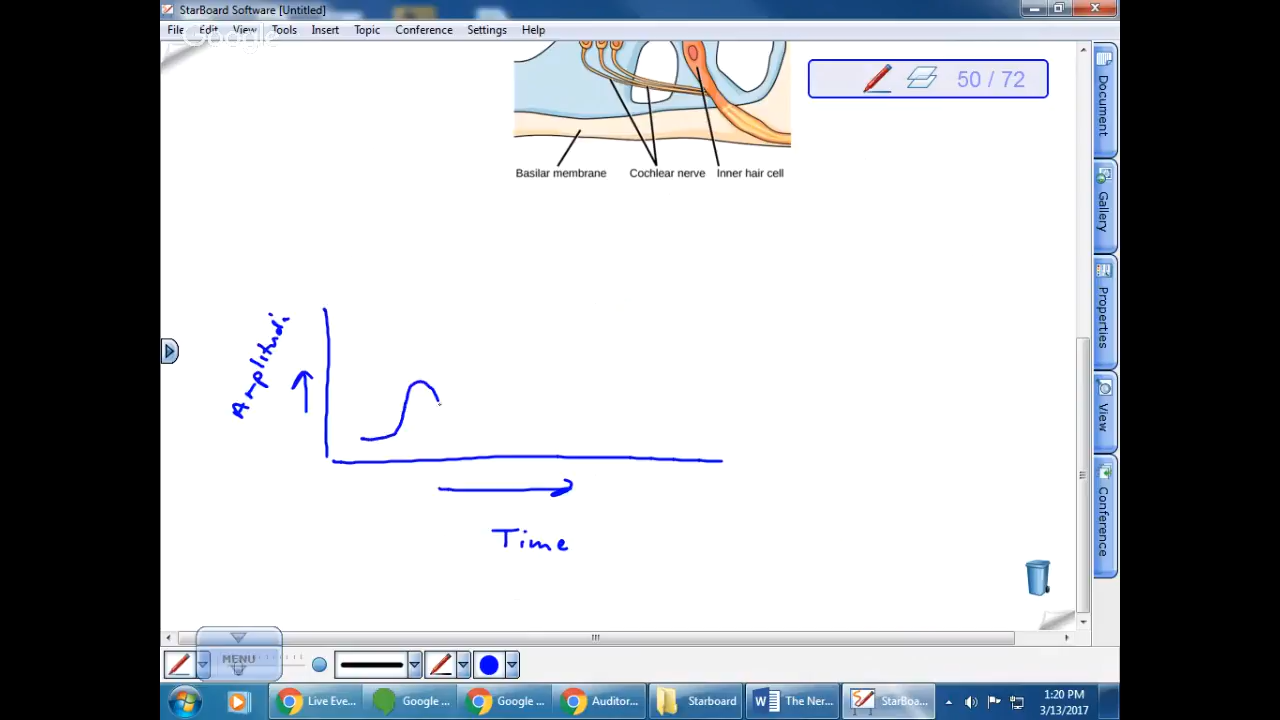 StarBoard Software [Untitled]
File Edit View Tools Insert Topic Conference Settings Help
Google
50 / 72
Basilar membrane Cochlear nerve Inner hair cell
Document
Gallery
Properties
View
Conference
Amplitud
Time
MENU
Live Eve...
Google ...
Google ...
Auditor...
Starboard
The Ner...
StarBoa...
1:20 PM
3/13/2017